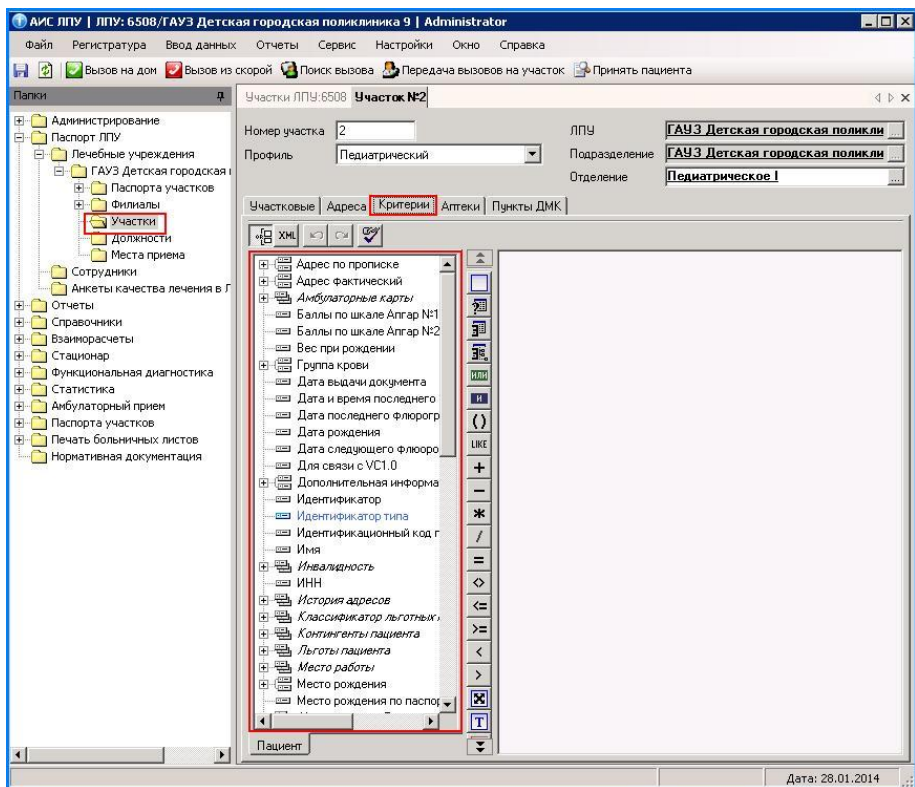 АИС ЛПУ | ЛПУ: 6508/ГАУЗ Детская городская поликлиника 9 | Administrator
Файл Регистратура Ввод данных Отчеты Сервис Настройки Окно Справка
Вызов на дом Вызов из скорой Поиск вызова Передача вызовов на участок Принять пациента
Папки
Администрирование
Паспорт ЛПУ
Лечебные учреждения
ГАУЗ Детская городская
Паспорта участков
Филиалы
Участки
Должности
Места приема
Сотрудники
Анкеты качества лечения в Г
Отчеты
Справочники
Взаиморасчеты
Стационар
Функциональная диагностика
Статистика
Амбулаторный прием
Паспорта участков
Печать больничных листов
Нормативная документация
Участки ЛПУ:6508 Участок №2
Номер участка 2
Профиль Педиатрический
ЛПУ ГАУЗ Детская городская поликли ...
Подразделение ГАУЗ Детская городская поликли ...
Отделение Педиатрическое I ...
Участковые Адреса Критерии Аптеки Пункты ДМК
XML
Адрес по прописке
Адрес фактический
Амбулаторные карты
Баллы по шкале Апгар №1
Баллы по шкале Апгар №2
Вес при рождении
Группа крови
Дата выдачи документа
Дата и время последнего
Дата последнего флюорогр
Дата рождения
Дата следующего флюоро
Для связи с VC1.0
Дополнительная информа
Идентификатор
Идентификатор типа
Идентификационный код г
Имя
Инвалидность
ИНН
История адресов
Классификатор льготных
Контингенты пациента
Льготы пациента
Место работы
Место рождения
Место рождения по паспор
Пациент
ИЛИ
И
()
LIKE
+
−
*
/
=
<>
<=
>=
<
>
T
Дата: 28.01.2014